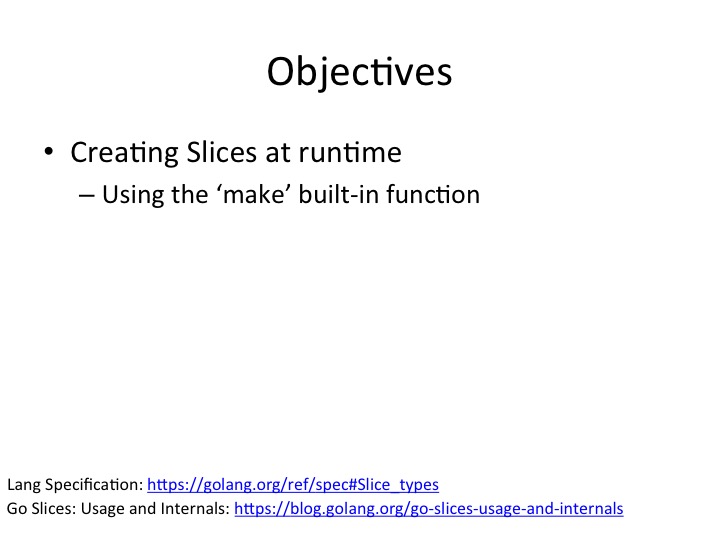 Objectives
• Creating Slices at runtime
– Using the ‘make’ built-in function
Lang Specification: https://golang.org/ref/spec#Slice_types
Go Slices: Usage and Internals: https://blog.golang.org/go-slices-usage-and-internals